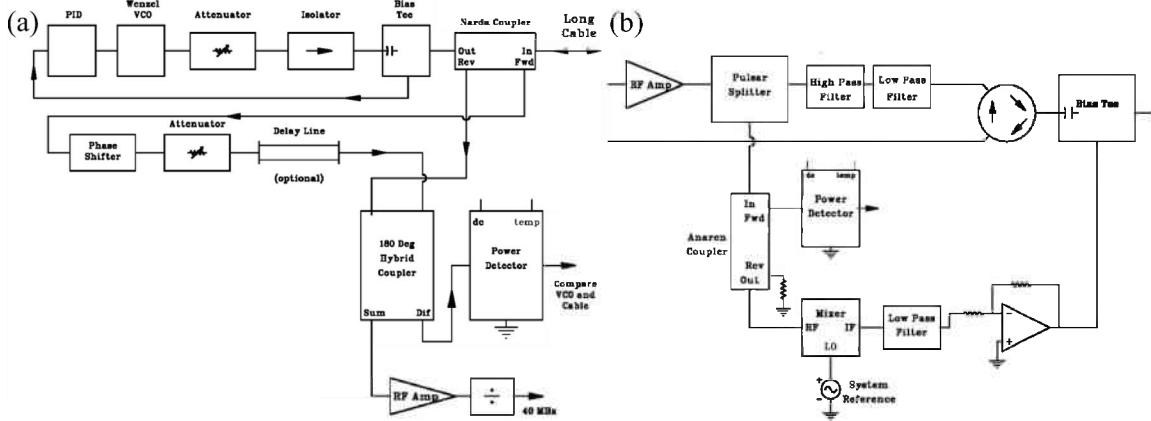 (a)
PID
Wenzel
VCO
Attenuator
Isolator
Bias
Tee
Narda Coupler
Out
Rev
In
Fwd
Long
Cable
Phase
Shifter
Attenuator
Delay Line
(optional)
180 Deg
Hybrid
Coupler
Sum
Dif
dc
temp
Power
Detector
Compare
VCO and
Cable
RF Amp
÷
40 MHz
(b)
RF Amp
Pulsar
Splitter
High Pass
Filter
Low Pass
Filter
Bias Tee
Anaren
Coupler
In
Fwd
Rev
Out
dc
temp
Power
Detector
Mixer
RF
IF
LO
Low Pass
Filter
−
+
+
−
System
Reference